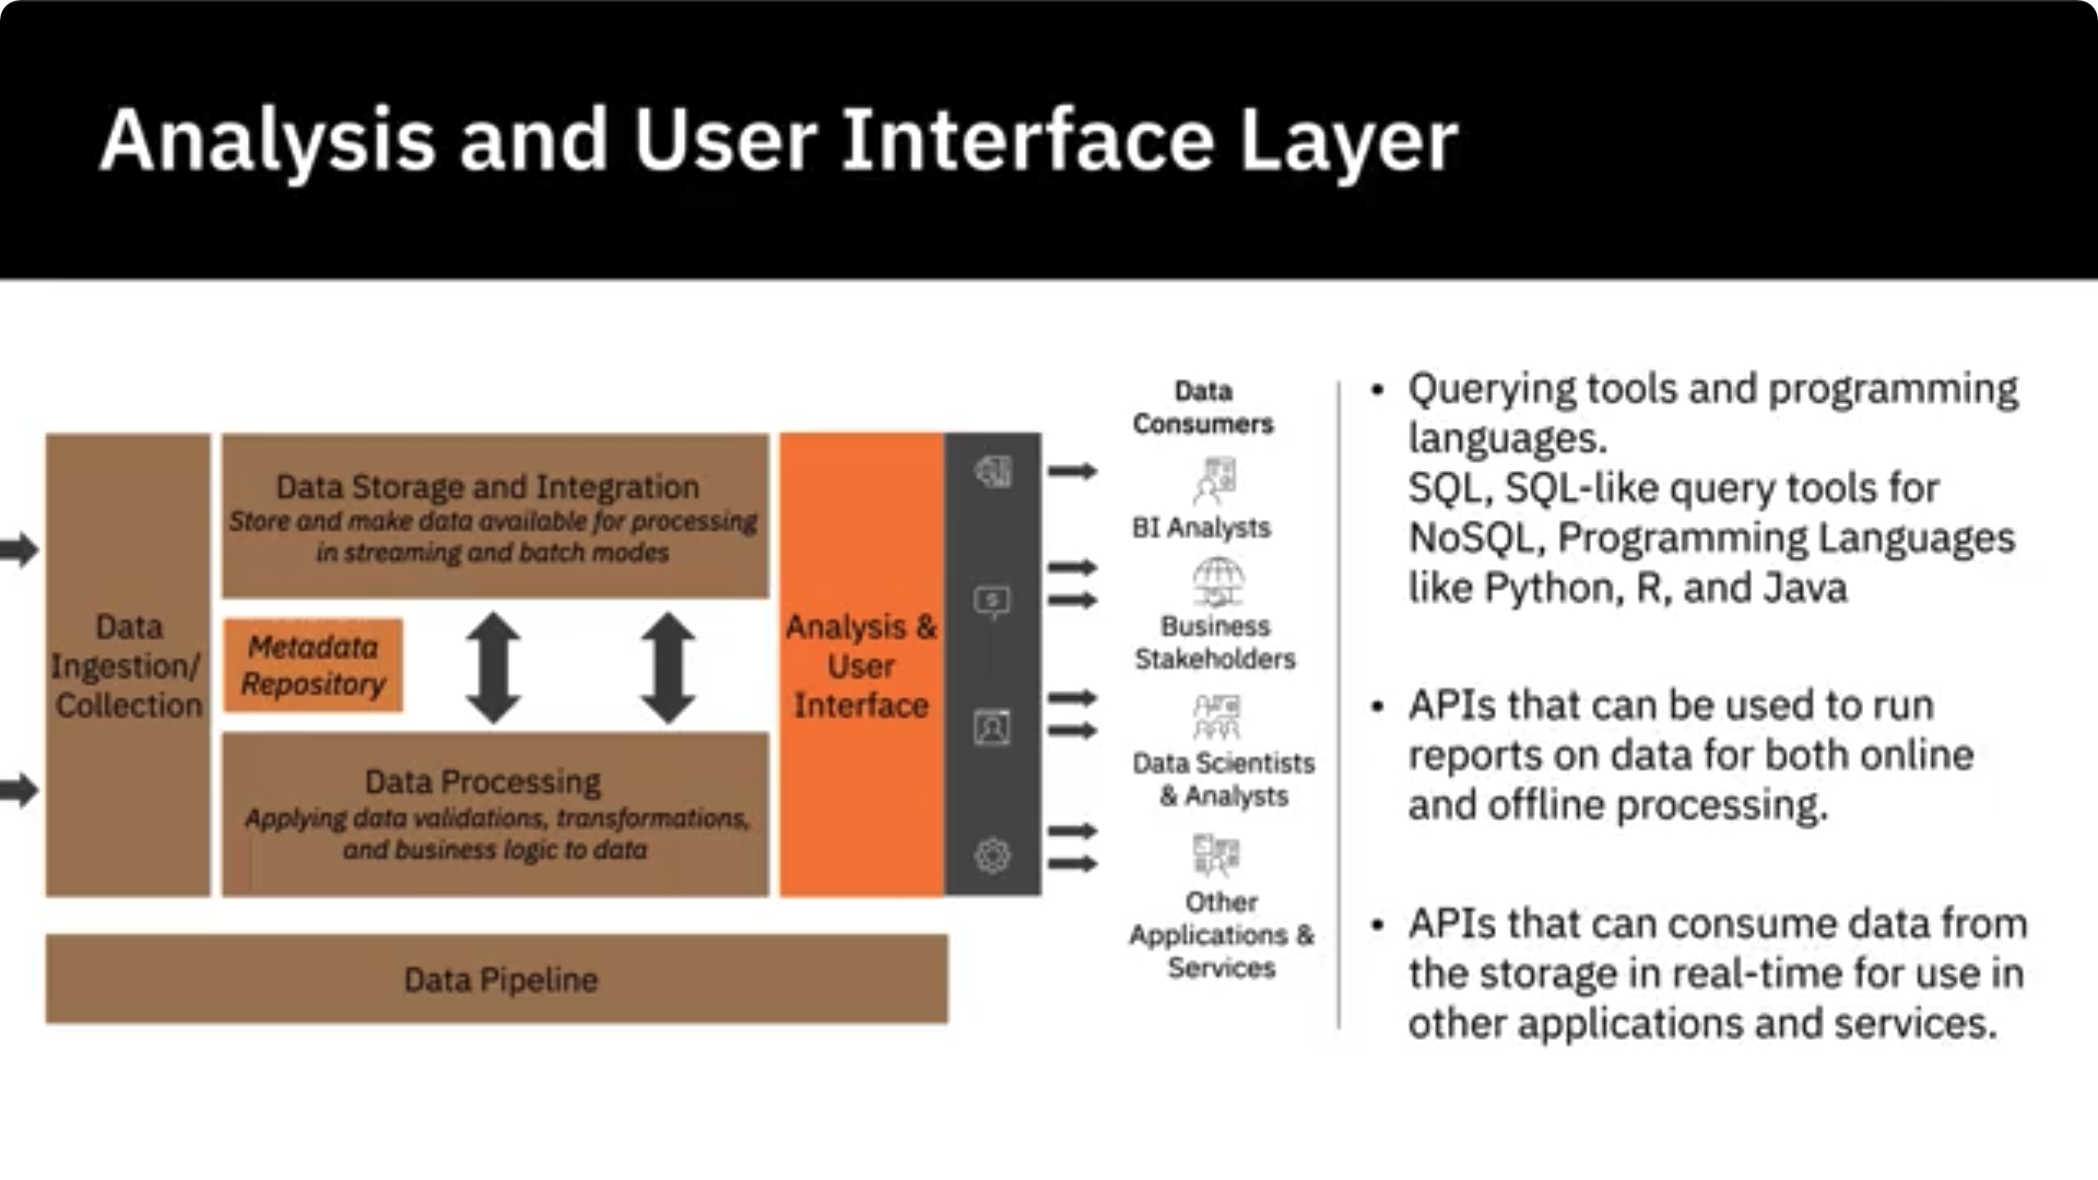 Analysis and User Interface Layer
Data
Ingestion/
Collection
Data Storage and Integration
Store and make data available for processing
in streaming and batch modes
Metadata
Repository
Data Processing
Applying data validations, transformations,
and business logic to data
Analysis &
User
Interface
Data Pipeline
Data
Consumers
BI Analysts
Business
Stakeholders
Data Scientists
& Analysts
Other
Applications &
Services
• Querying tools and programming
languages.
SQL, SQL-like query tools for
NoSQL, Programming Languages
like Python, R, and Java
• APIs that can be used to run
reports on data for both online
and offline processing.
• APIs that can consume data from
the storage in real-time for use in
other applications and services.